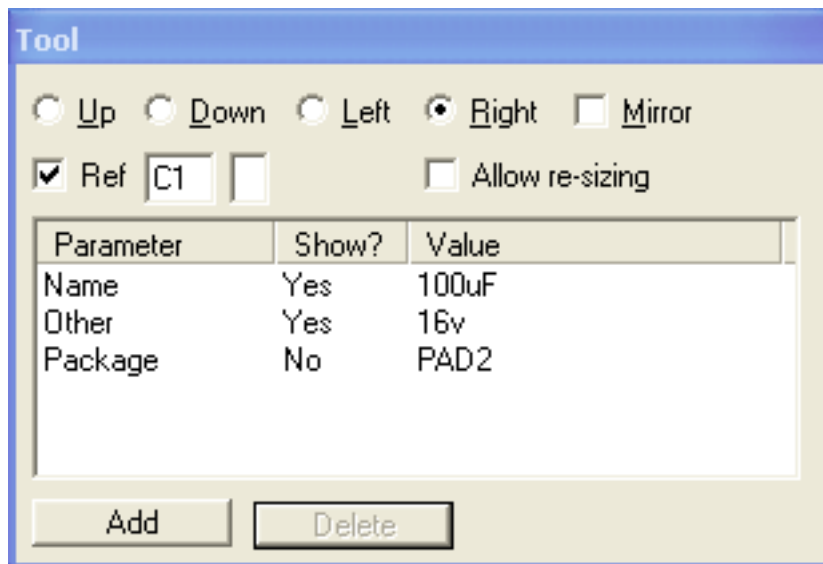 Tool
Up Down Left Right Mirror
Ref C1 Allow re-sizing
Parameter Show? Value
Name Yes 100uF
Other Yes 16v
Package No PAD2
Add Delete